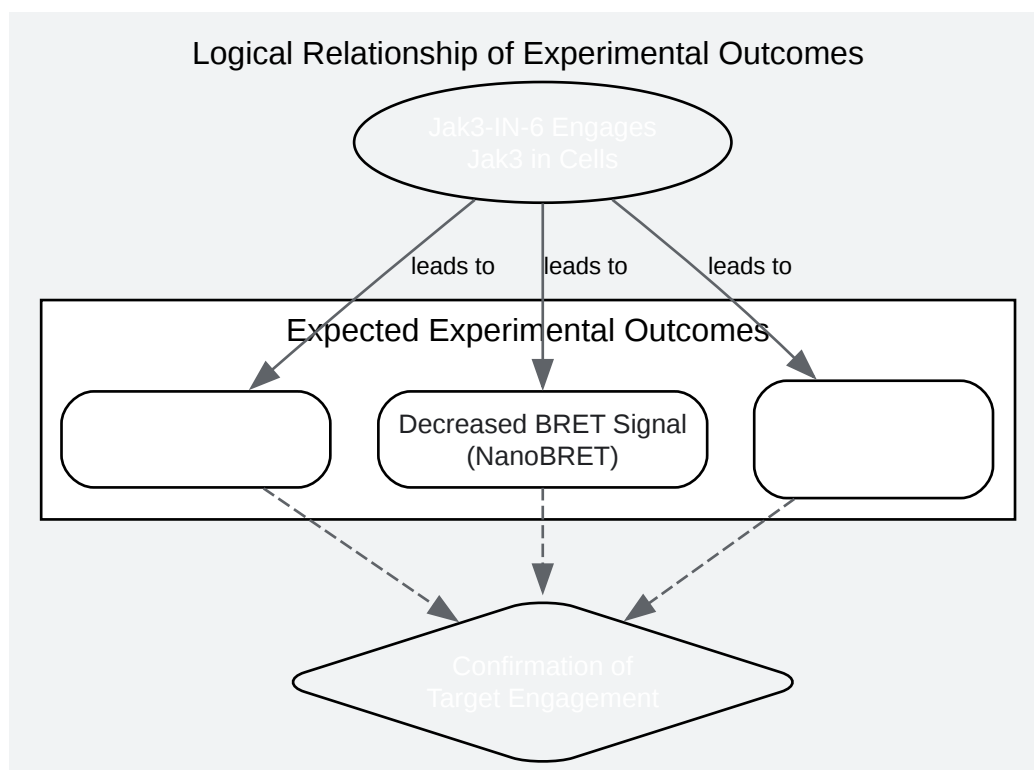 Logical Relationship of Experimental Outcomes
Jak3-IN-6 Engages
Jak3 in Cells
leads to
leads to
leads to
Expected Experimental Outcomes
Decreased BRET Signal
(NanoBRET)
Confirmation of
Target Engagement